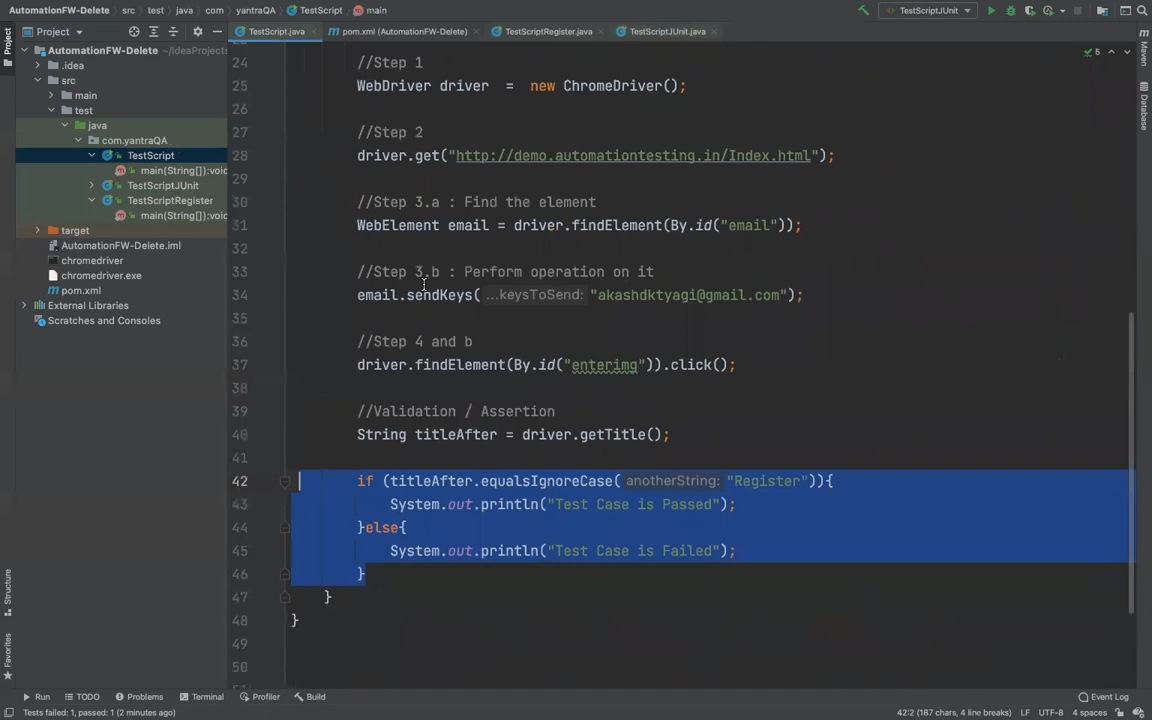 AutomationFW-Delete > src > test > java > com > yantraQA > TestScript > main
TestScriptJUnit
Project
TestScript.java
pom.xml (AutomationFW-Delete)
TestScriptRegister.java
TestScriptJUnit.java
AutomationFW-Delete ~/IdeaProjects/
.idea
src
main
test
java
com.yantraQA
TestScript
main(String[]):void
TestScriptJUnit
TestScriptRegister
main(String[]):void
target
AutomationFW-Delete.iml
chromedriver
chromedriver.exe
pom.xml
External Libraries
Scratches and Consoles
5
24 //Step 1
25 WebDriver driver = new ChromeDriver();
26
27 //Step 2
28 driver.get("http://demo.automationtesting.in/Index.html");
29
30 //Step 3.a : Find the element
31 WebElement email = driver.findElement(By.id("email"));
32
33 //Step 3.b : Perform operation on it
34 email.sendKeys( ...keysToSend: "akashdktyagi@gmail.com");
35
36 //Step 4 and b
37 driver.findElement(By.id("enterimg")).click();
38
39 //Validation / Assertion
40 String titleAfter = driver.getTitle();
41
42 if (titleAfter.equalsIgnoreCase( anotherString: "Register")){
43 System.out.println("Test Case is Passed");
44 }else{
45 System.out.println("Test Case is Failed");
46 }
47 }
48 }
49
50
Project
Structure
Favorites
Maven
Database
Run
TODO
Problems
Terminal
Profiler
Build
Event Log
Tests failed: 1, passed: 1 (2 minutes ago)
42:2 (187 chars, 4 line breaks) LF UTF-8 4 spaces